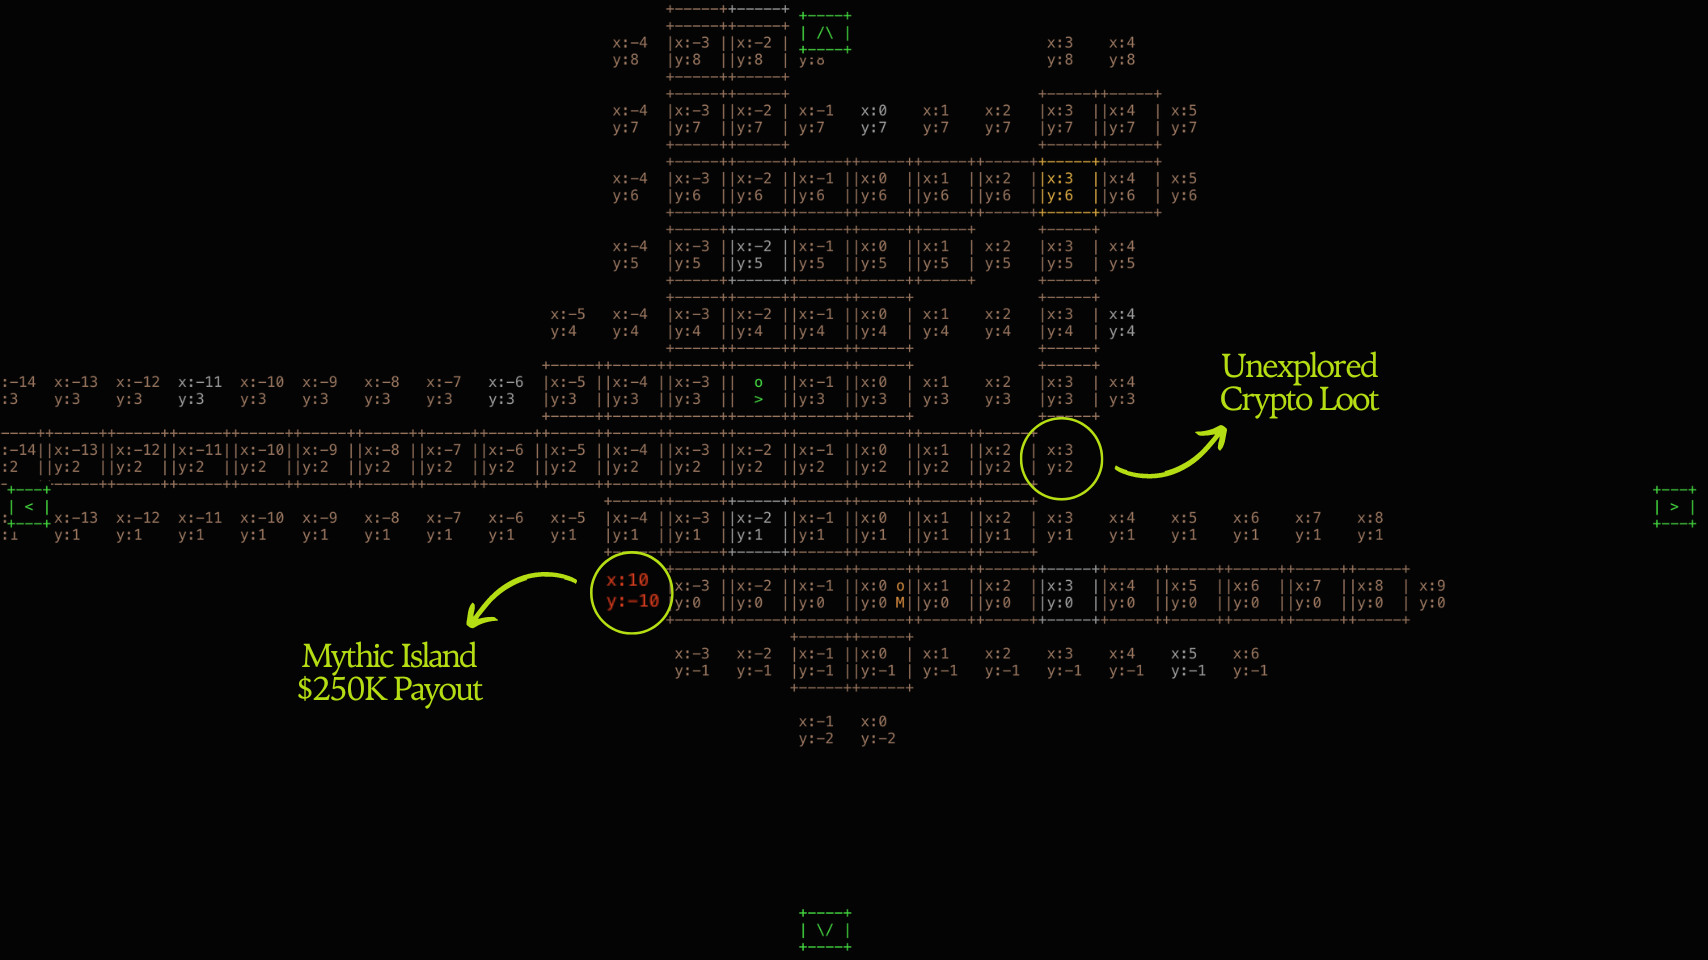 /\
x:-4 x:-3 x:-2 x:3 x:4
y:8 y:8 y:8 y:8 y:8
x:-4 x:-3 x:-2 x:-1 x:0 x:1 x:2 x:3 x:4 x:5
y:7 y:7 y:7 y:7 y:7 y:7 y:7 y:7 y:7 y:7
x:-4 x:-3 x:-2 x:-1 x:0 x:1 x:2 x:3 x:4 x:5
y:6 y:6 y:6 y:6 y:6 y:6 y:6 y:6 y:6 y:6
x:-4 x:-3 x:-2 x:-1 x:0 x:1 x:2 x:3 x:4
y:5 y:5 y:5 y:5 y:5 y:5 y:5 y:5 y:5
x:-5 x:-4 x:-3 x:-2 x:-1 x:0 x:1 x:2 x:3 x:4
y:4 y:4 y:4 y:4 y:4 y:4 y:4 y:4 y:4 y:4
Unexplored
Crypto Loot
:-14 x:-13 x:-12 x:-11 x:-10 x:-9 x:-8 x:-7 x:-6 x:-5 x:-4 x:-3 o x:-1 x:0 x:1 x:2 x:3 x:4
:3 y:3 y:3 y:3 y:3 y:3 y:3 y:3 y:3 y:3 y:3 y:3 > y:3 y:3 y:3 y:3 y:3 y:3
:-14 x:-13 x:-12 x:-11 x:-10 x:-9 x:-8 x:-7 x:-6 x:-5 x:-4 x:-3 x:-2 x:-1 x:0 x:1 x:2 x:3
:2 y:2 y:2 y:2 y:2 y:2 y:2 y:2 y:2 y:2 y:2 y:2 y:2 y:2 y:2 y:2 y:2 y:2
< >
x:-13 x:-12 x:-11 x:-10 x:-9 x:-8 x:-7 x:-6 x:-5 x:-4 x:-3 x:-2 x:-1 x:0 x:1 x:2 x:3 x:4 x:5 x:6 x:7 x:8
y:1 y:1 y:1 y:1 y:1 y:1 y:1 y:1 y:1 y:1 y:1 y:1 y:1 y:1 y:1 y:1 y:1 y:1 y:1 y:1 y:1 y:1
x:10 x:-3 x:-2 x:-1 x:0 o x:1 x:2 x:3 x:4 x:5 x:6 x:7 x:8 x:9
y:-10 y:0 y:0 y:0 y:0 M y:0 y:0 y:0 y:0 y:0 y:0 y:0 y:0 y:0
Mythic Island
$250K Payout
x:-3 x:-2 x:-1 x:0 x:1 x:2 x:3 x:4 x:5 x:6
y:-1 y:-1 y:-1 y:-1 y:-1 y:-1 y:-1 y:-1 y:-1 y:-1
x:-1 x:0
y:-2 y:-2
\/